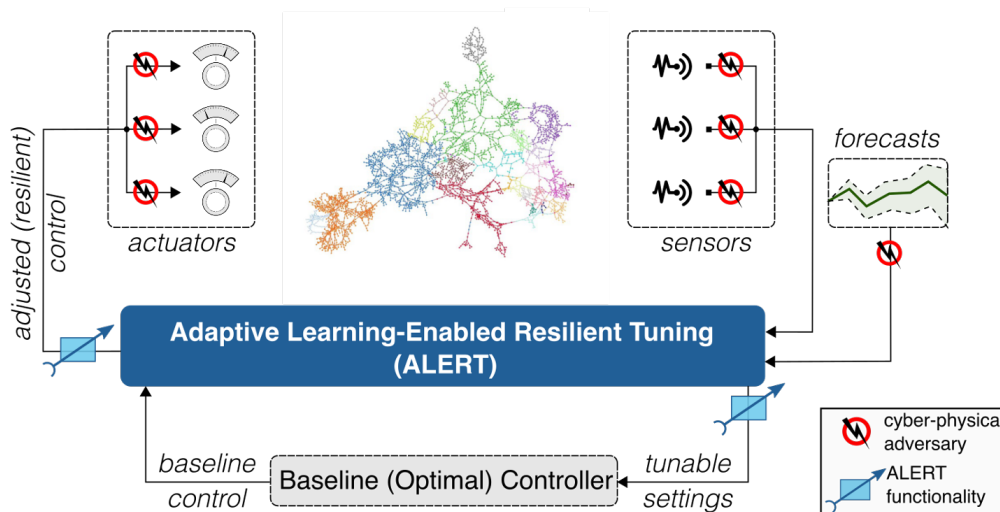 actuators
sensors
forecasts
adjusted (resilient)
control
Adaptive Learning-Enabled Resilient Tuning
(ALERT)
baseline
control
Baseline (Optimal) Controller
tunable
settings
cyber-physical
adversary
ALERT
functionality